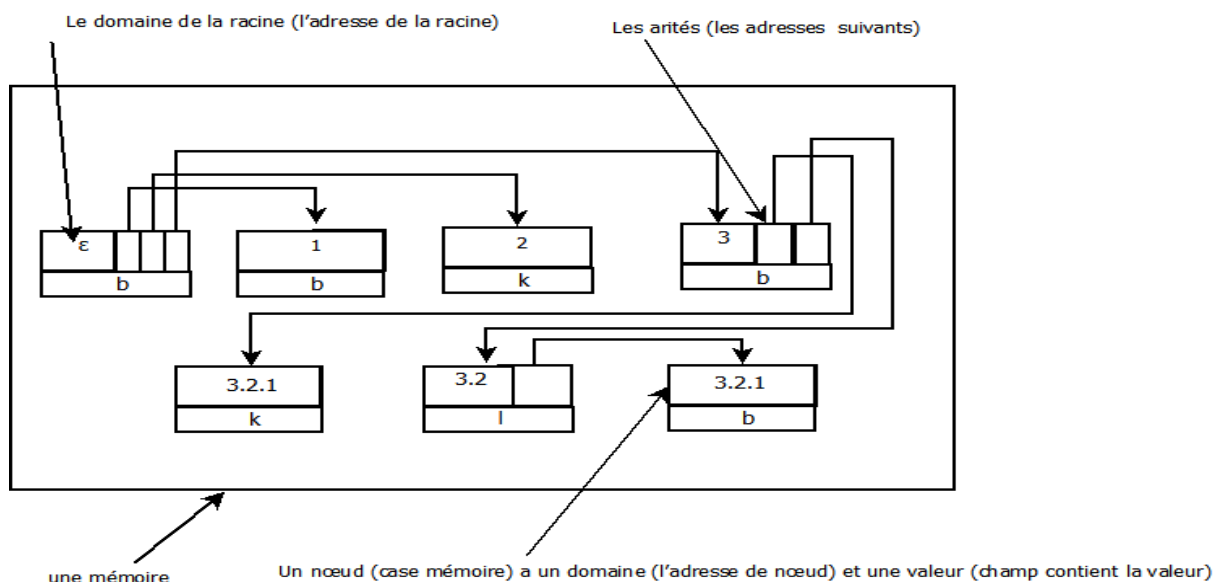 Le domaine de la racine (l'adresse de la racine)
Les arités (les adresses suivants)
ε
1
2
3
b
b
k
b
3.2.1
3.2
3.2.1
k
l
b
une mémoire
Un nœud (case mémoire) a un domaine (l'adresse de nœud) et une valeur (champ contient la valeur)